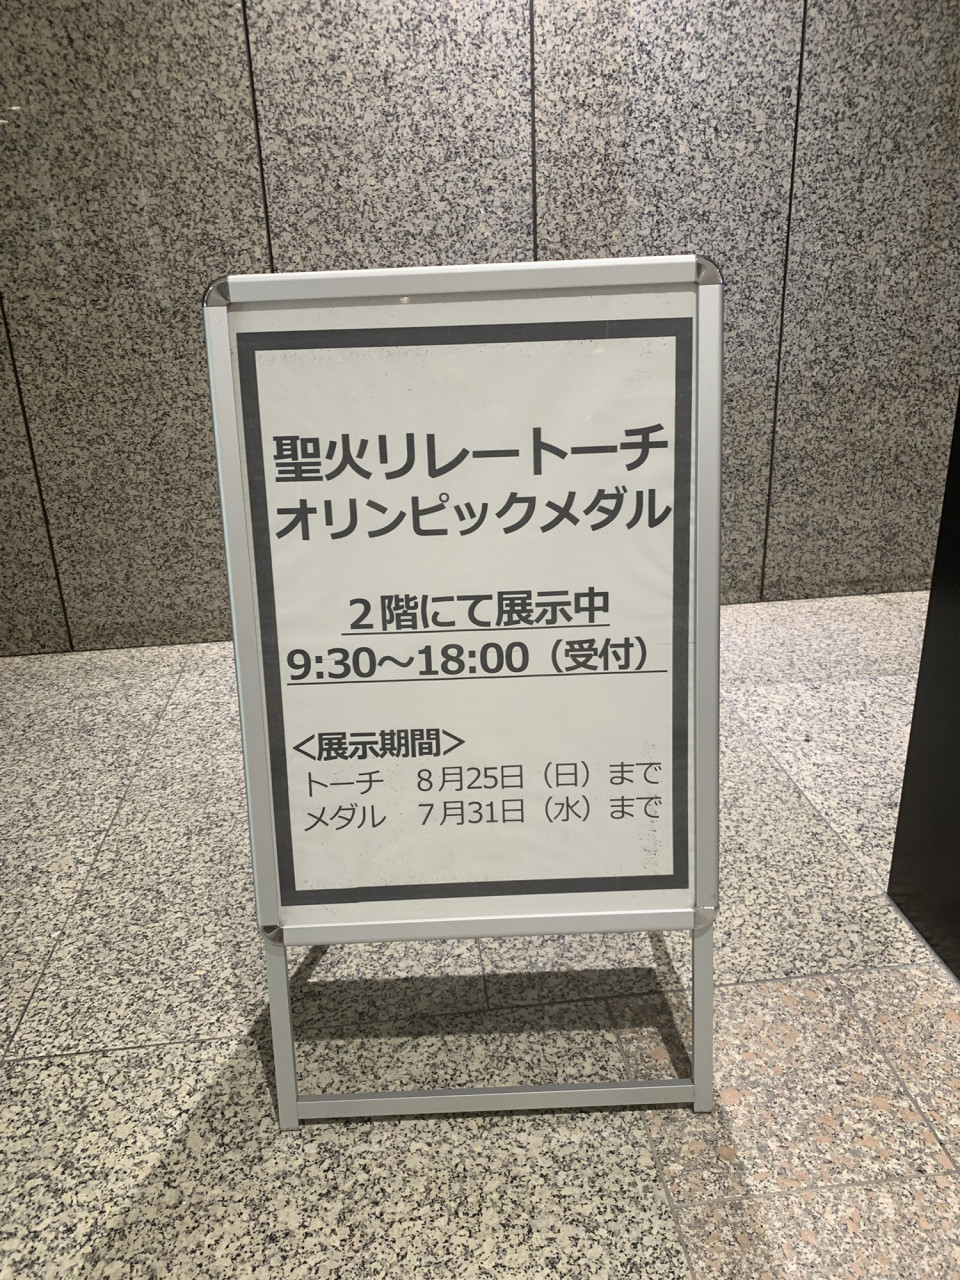 聖火リレートーチ
オリンピックメダル
２階にて展示中
9:30～18:00（受付）
＜展示期間＞
トーチ　８月25日（日）まで
メダル　７月31日（水）まで